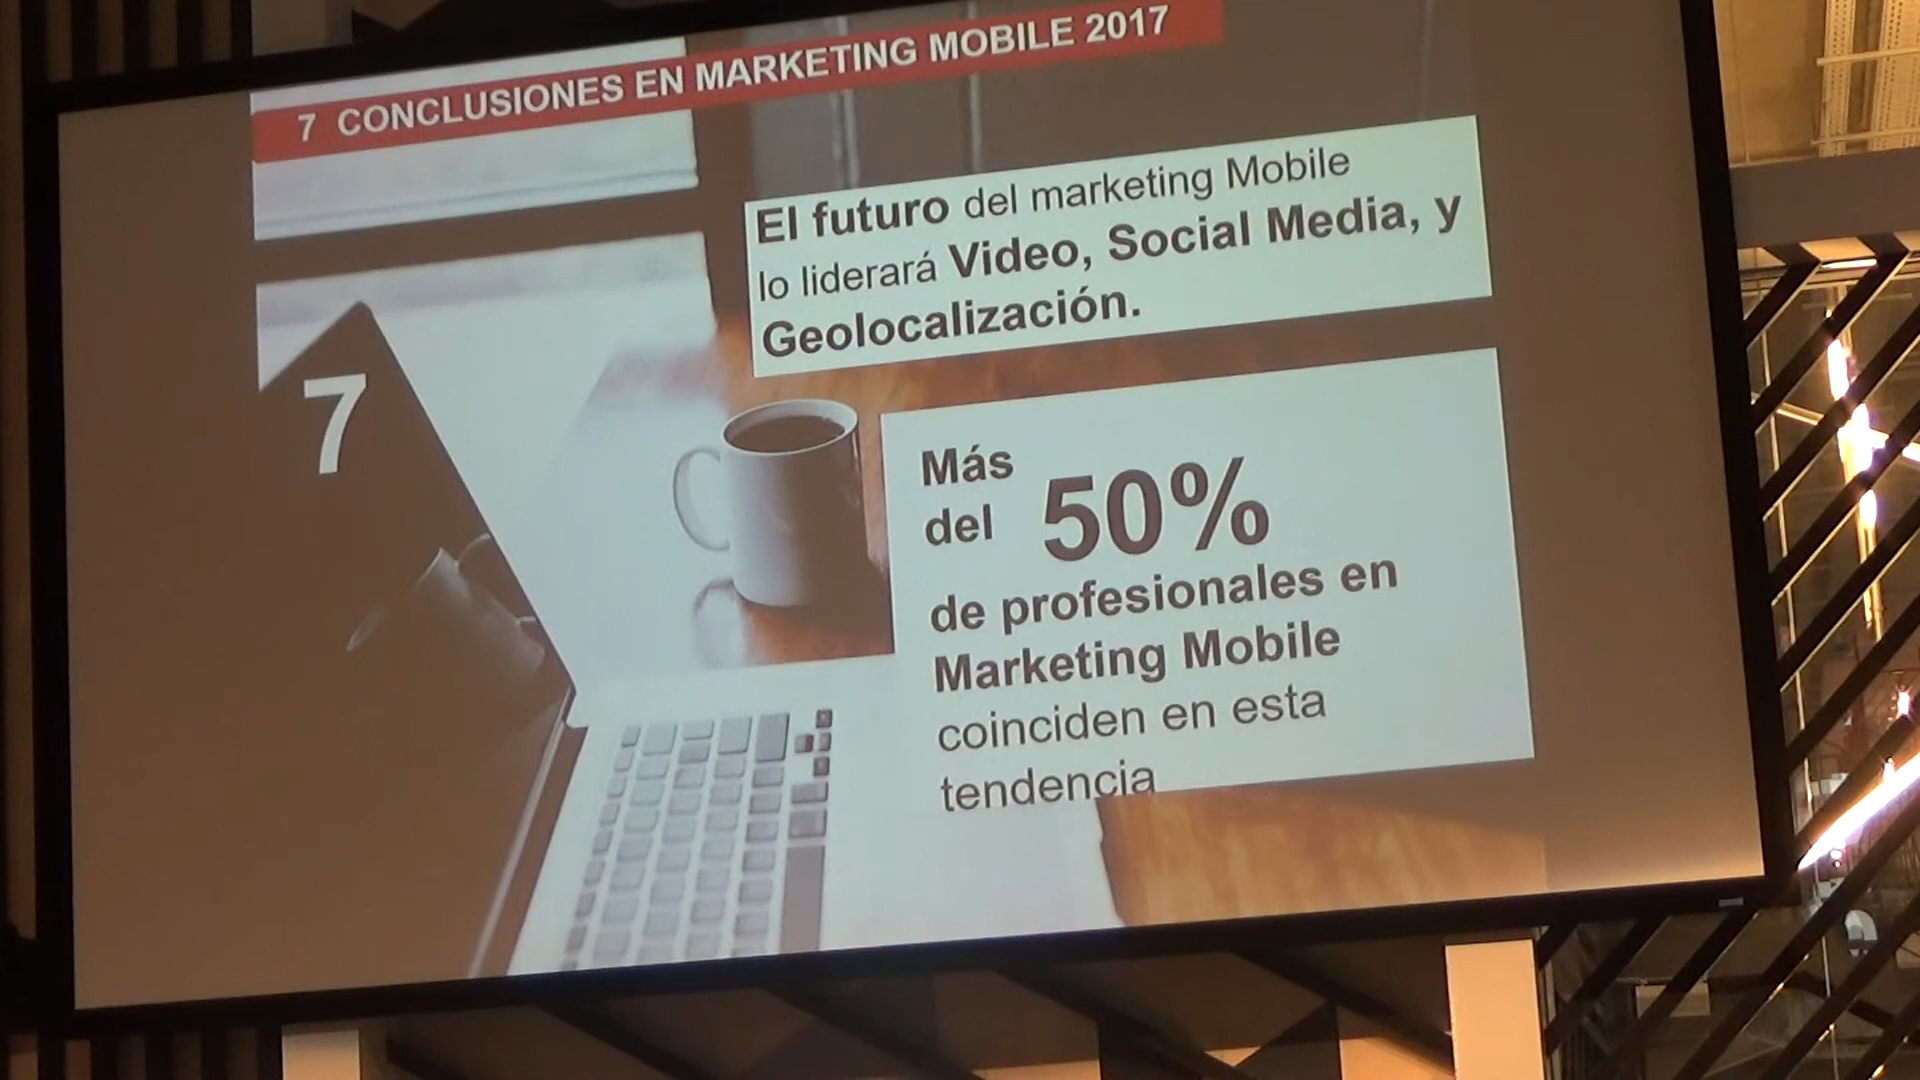 7 CONCLUSIONES EN MARKETING MOBILE 2017
El futuro del marketing Mobile
lo liderará Video, Social Media, y
Geolocalización.
7
Más
del 50%
de profesionales en
Marketing Mobile
coinciden en esta
tendencia